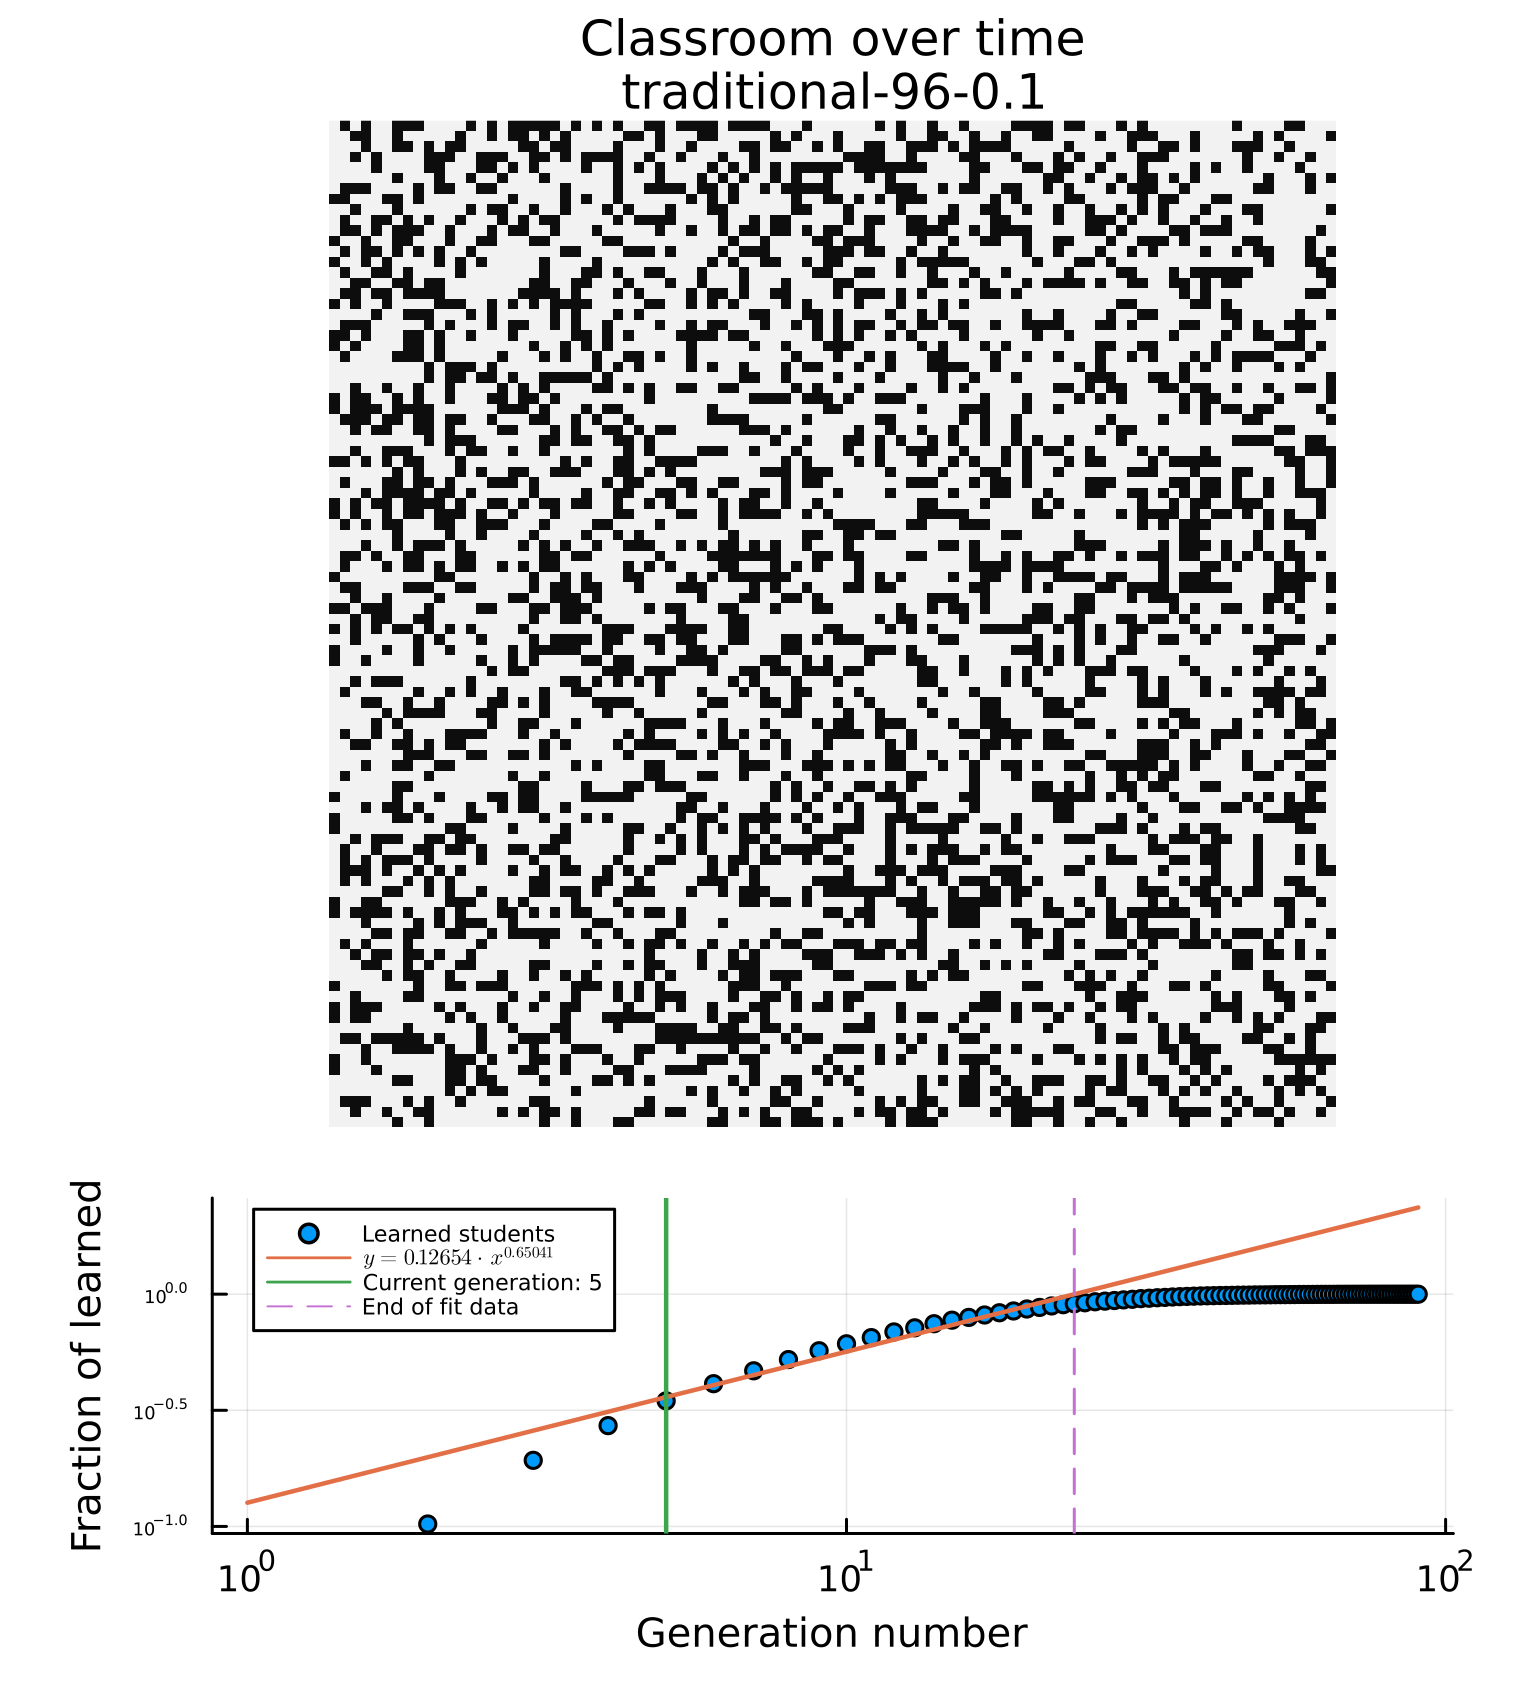 Classroom over time
traditional-96-0.1
Fraction of learned
Learned students
y = 0.12654 · x^0.65041
Current generation: 5
End of fit data
10^0.0
10^−0.5
10^−1.0
10^0 10^1 10^2
Generation number